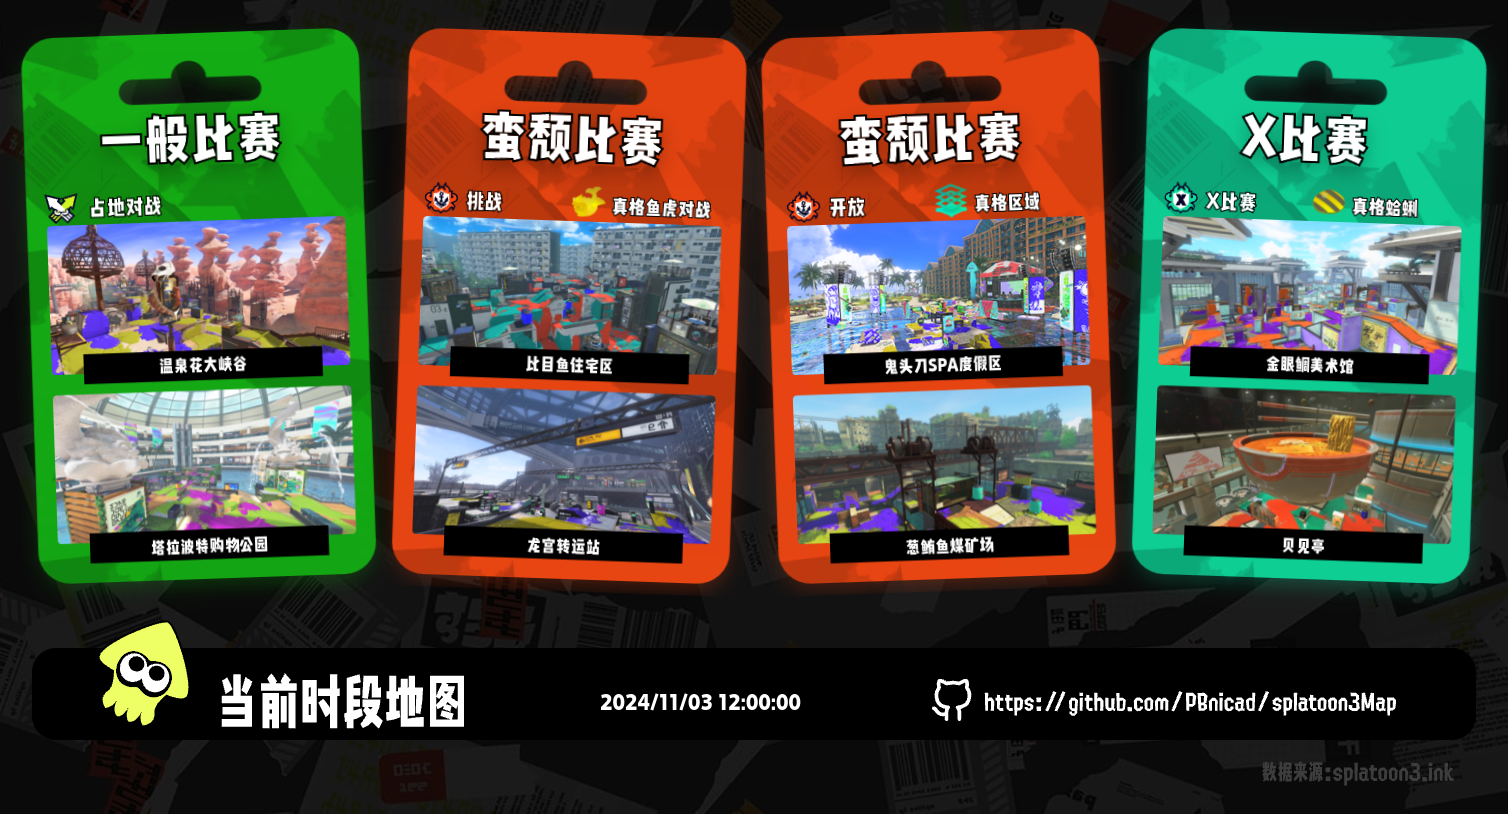 一般比赛
占地对战
温泉花大峡谷
塔拉波特购物公园
蛮颓比赛
挑战
真格鱼虎对战
比目鱼住宅区
龙宫转运站
蛮颓比赛
开放
真格区域
鬼头刀SPA度假区
葱鲔鱼煤矿场
X比赛
X比赛
真格蛤蜊
金眼鲷美术馆
贝见亭
当前时段地图
2024/11/03 12:00:00
https://github.com/PBnicad/splatoon3Map
数据来源:splatoon3.ink